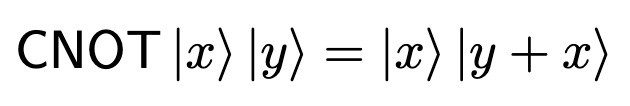 CNOT |x⟩ |y⟩ = |x⟩ |y + x⟩